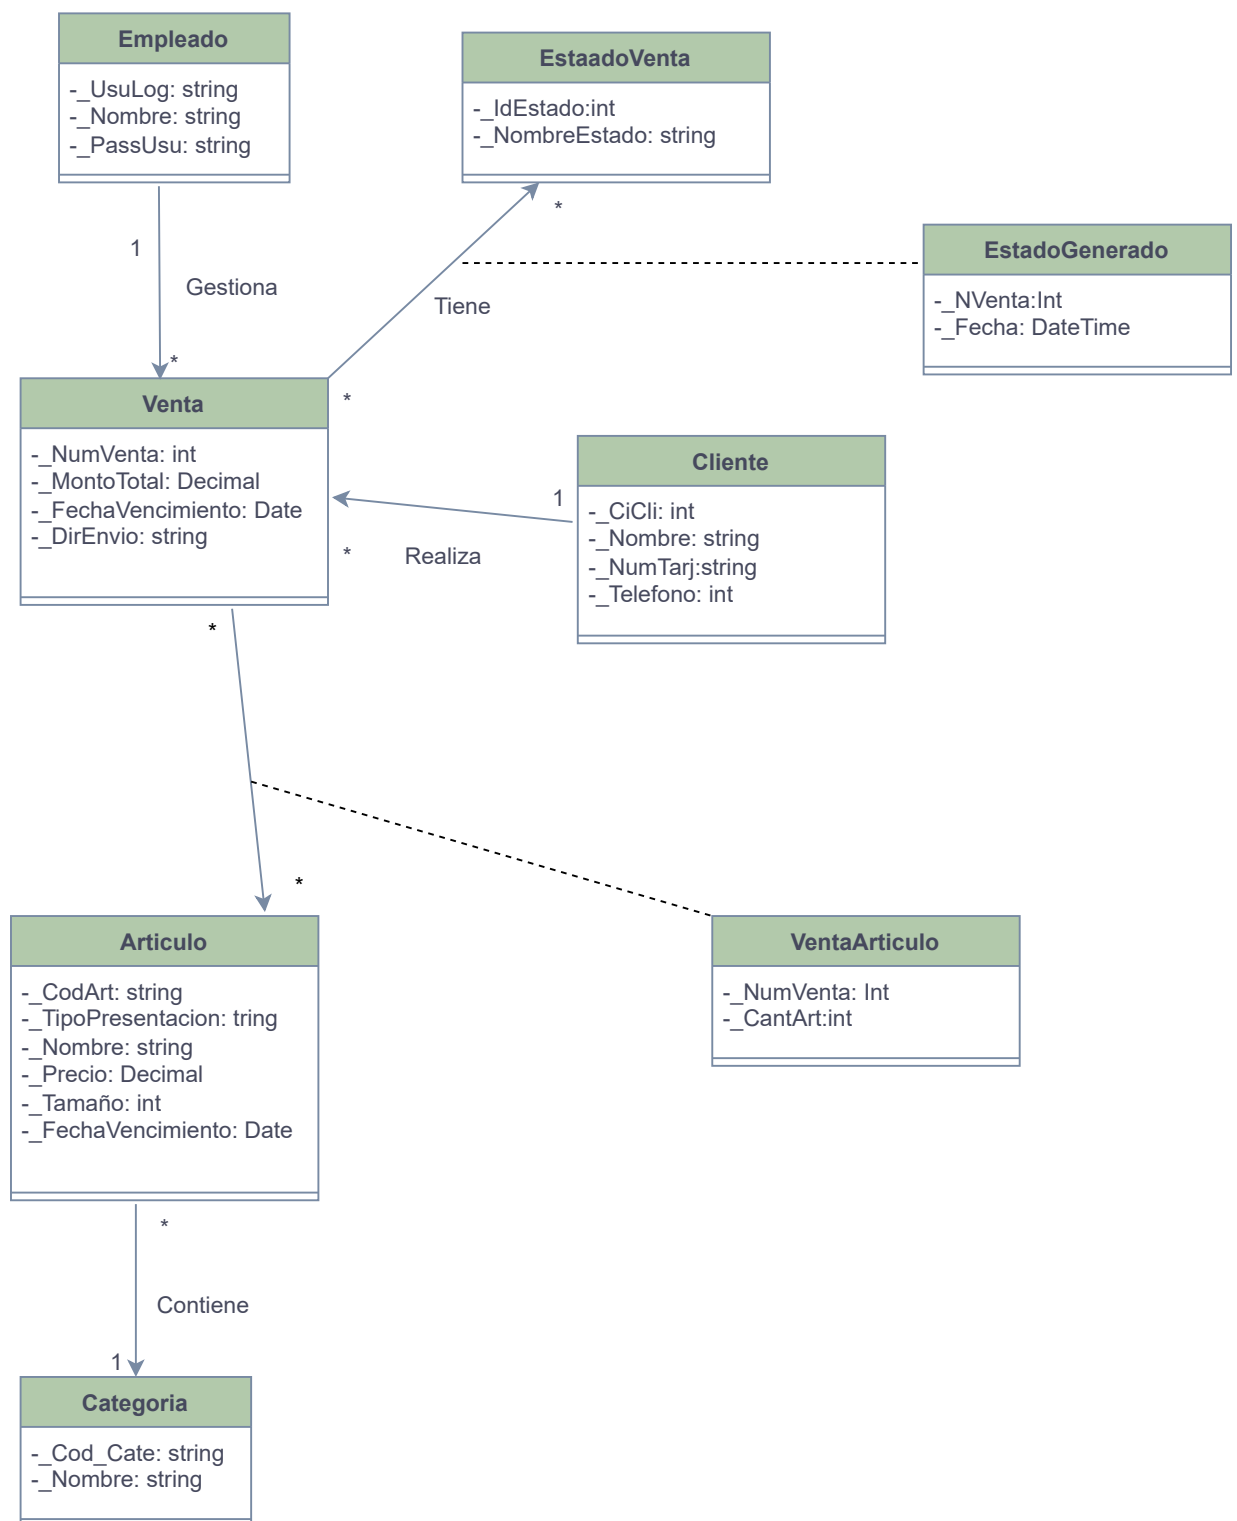 Empleado
-_UsuLog: string
-_Nombre: string
-_PassUsu: string
EstaadoVenta
-_IdEstado:int
-_NombreEstado: string
*
EstadoGenerado
-_NVenta:Int
-_Fecha: DateTime
1
Gestiona
Tiene
*
*
Venta
-_NumVenta: int
-_MontoTotal: Decimal
-_FechaVencimiento: Date
-_DirEnvio: string
Cliente
-_CiCli: int
-_Nombre: string
-_NumTarj:string
-_Telefono: int
1
*
Realiza
*
*
Articulo
-_CodArt: string
-_TipoPresentacion: tring
-_Nombre: string
-_Precio: Decimal
-_Tamaño: int
-_FechaVencimiento: Date
VentaArticulo
-_NumVenta: Int
-_CantArt:int
*
Contiene
1
Categoria
-_Cod_Cate: string
-_Nombre: string